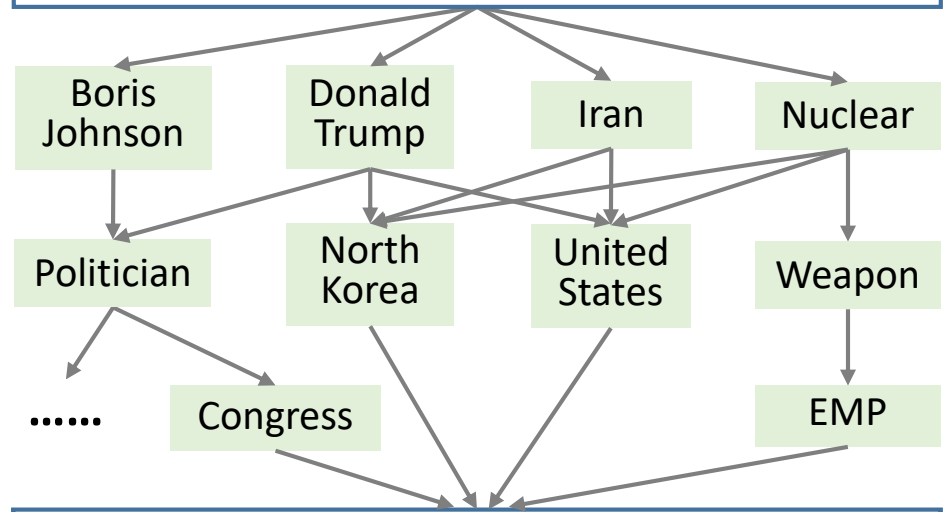 Boris
Johnson
Donald
Trump
Iran
Nuclear
Politician
North
Korea
United
States
Weapon
......
Congress
EMP